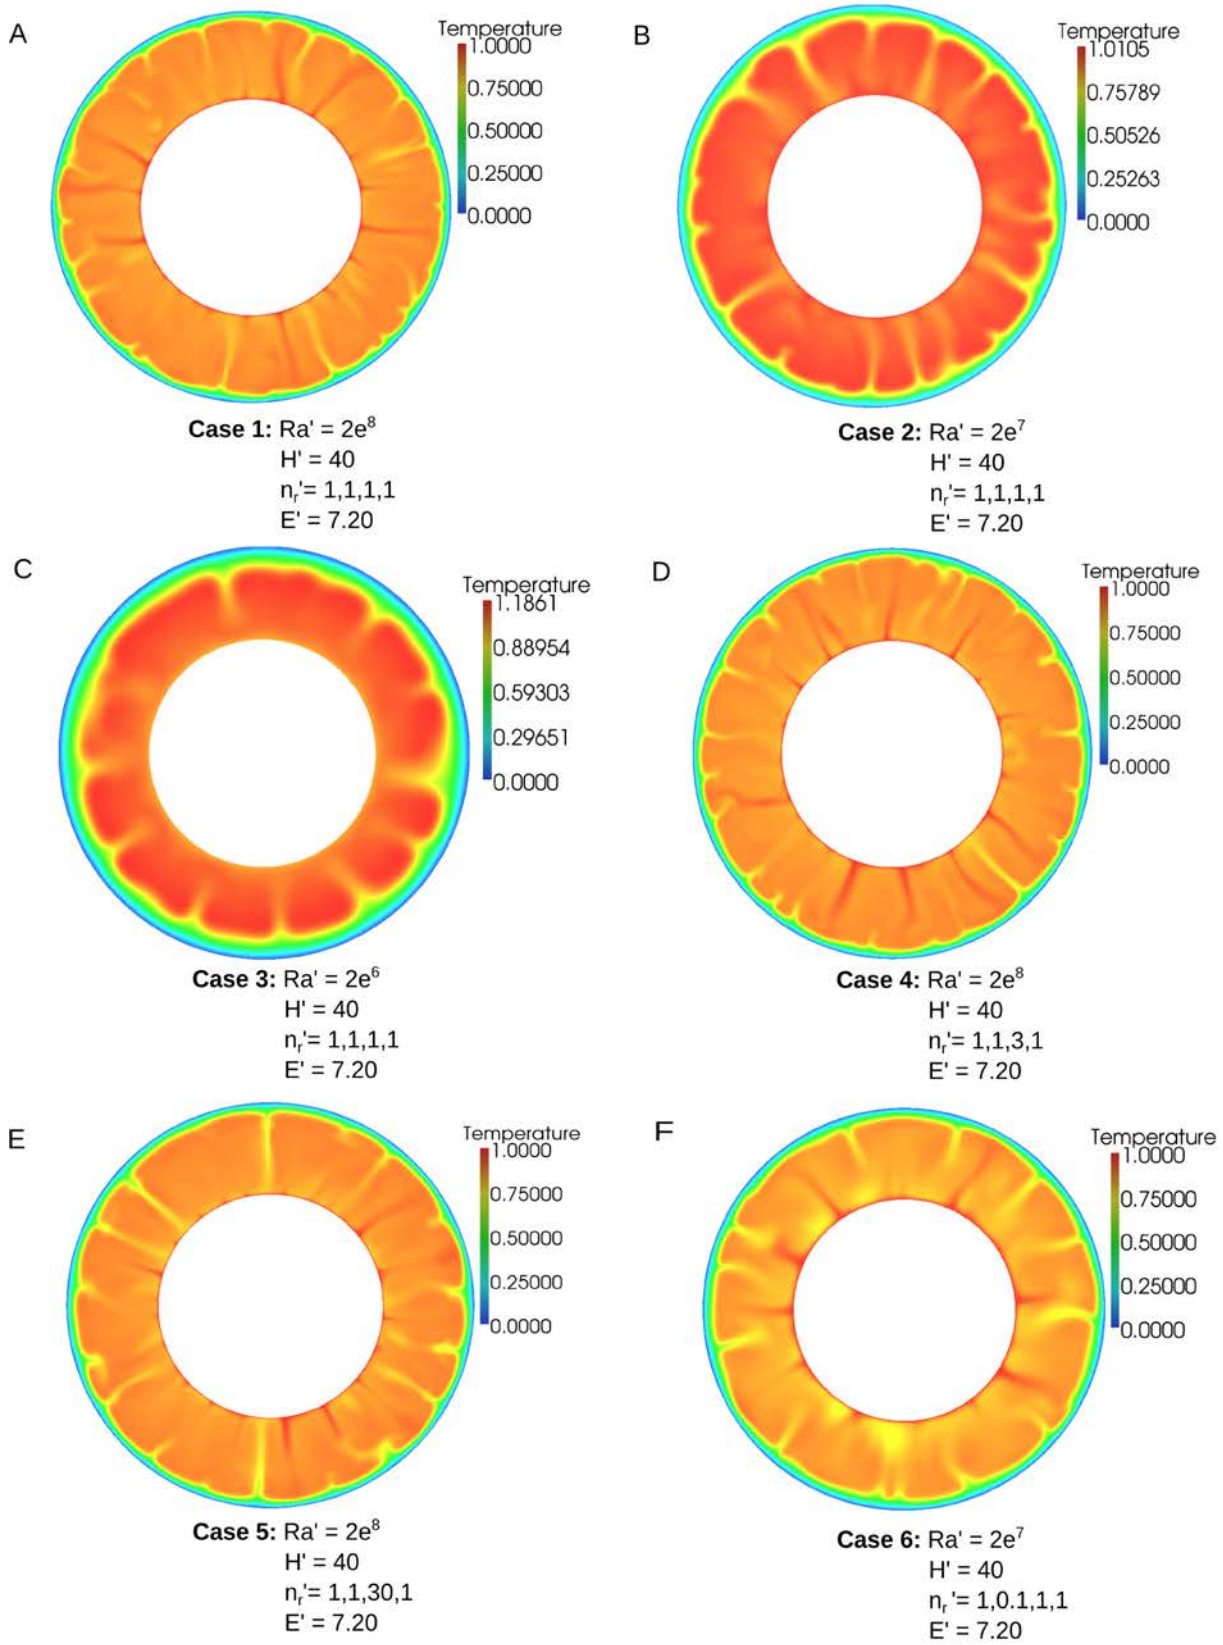 A
Temperature
1.0000
0.75000
0.50000
0.25000
0.0000
Case 1: Ra' = 2e⁸
H' = 40
nᵣ'= 1,1,1,1
E' = 7.20
B
Temperature
1.0105
0.75789
0.50526
0.25263
0.0000
Case 2: Ra' = 2e⁷
H' = 40
nᵣ'= 1,1,1,1
E' = 7.20
C
Temperature
1.1861
0.88954
0.59303
0.29651
0.0000
Case 3: Ra' = 2e⁶
H' = 40
nᵣ'= 1,1,1,1
E' = 7.20
D
Temperature
1.0000
0.75000
0.50000
0.25000
0.0000
Case 4: Ra' = 2e⁸
H' = 40
nᵣ'= 1,1,3,1
E' = 7.20
E
Temperature
1.0000
0.75000
0.50000
0.25000
0.0000
Case 5: Ra' = 2e⁸
H' = 40
nᵣ'= 1,1,30,1
E' = 7.20
F
Temperature
1.0000
0.75000
0.50000
0.25000
0.0000
Case 6: Ra' = 2e⁷
H' = 40
nᵣ'= 1,0.1,1,1
E' = 7.20